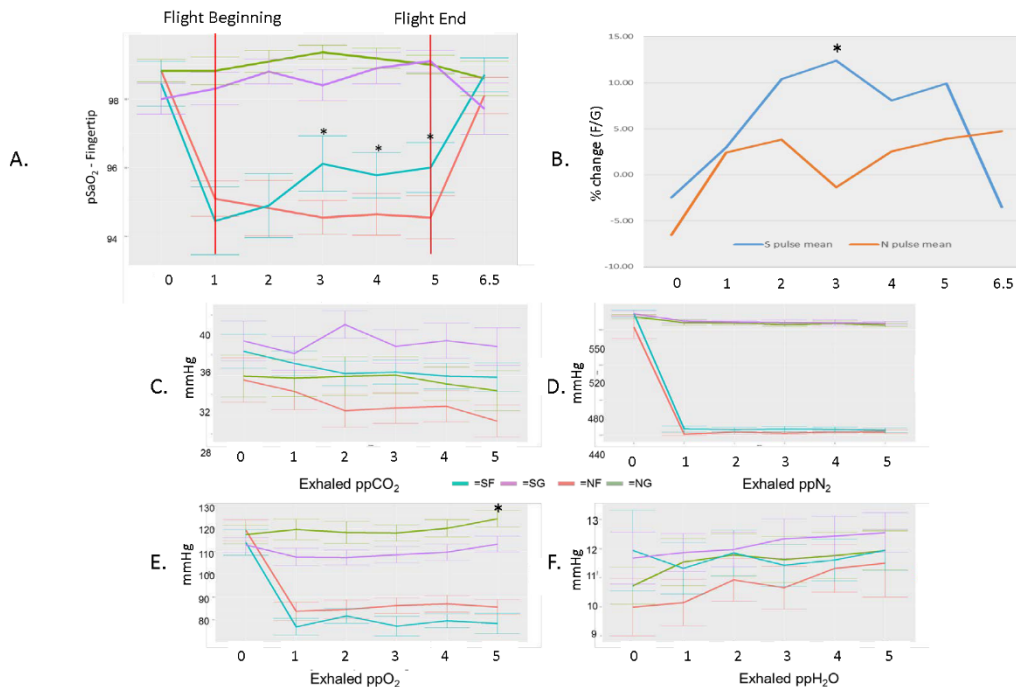 Flight Beginning Flight End
A.
pSaO2 - Fingertip
98
96
94
*
*
*
0 1 2 3 4 5 6.5
B.
% change (F/G)
15.00
10.00
5.00
0.00
-5.00
-10.00
*
S pulse mean N pulse mean
0 1 2 3 4 5 6.5
C.
mmHg
40
36
32
28
0 1 2 3 4 5
Exhaled ppCO2
D.
mmHg
550
520
480
440
0 1 2 3 4 5
Exhaled ppN2
=SF =SG =NF =NG
E.
mmHg
130
120
110
100
90
80
*
0 1 2 3 4 5
Exhaled ppO2
F.
mmHg
13
12
11
10
9
0 1 2 3 4 5
Exhaled ppH2O